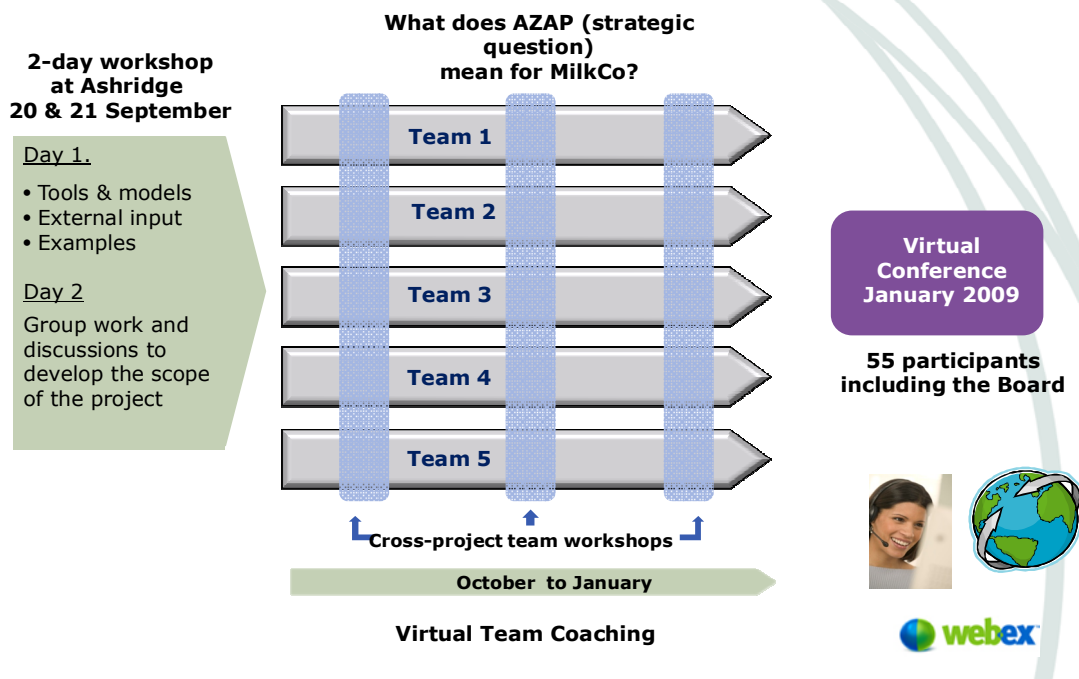 2-day workshop
at Ashridge
20 & 21 September
Day 1.
• Tools & models
• External input
• Examples
Day 2
Group work and
discussions to
develop the scope
of the project
What does AZAP (strategic
question)
mean for MilkCo?
Team 1
Team 2
Team 3
Team 4
Team 5
Cross-project team workshops
October to January
Virtual Team Coaching
Virtual
Conference
January 2009
55 participants
including the Board
webex